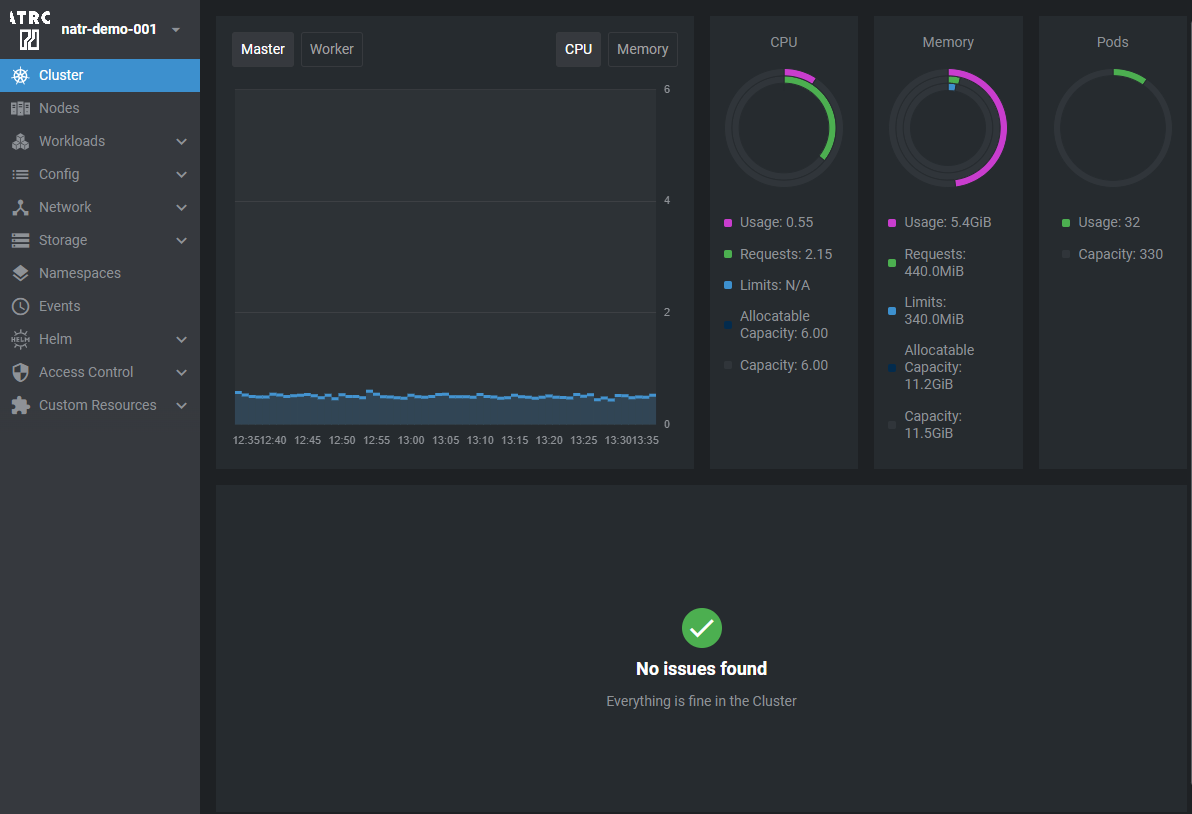 natr-demo-001
Cluster
Nodes
Workloads
Config
Network
Storage
Namespaces
Events
HELM
Helm
Access Control
Custom Resources
Master
Worker
CPU
Memory
6
4
2
0
12:35 12:40 12:45 12:50 12:55 13:00 13:05 13:10 13:15 13:20 13:25 13:30 13:35
CPU
Usage: 0.55
Requests: 2.15
Limits: N/A
Allocatable
Capacity: 6.00
Capacity: 6.00
Memory
Usage: 5.4GiB
Requests:
440.0MiB
Limits:
340.0MiB
Allocatable
Capacity:
11.2GiB
Capacity:
11.5GiB
Pods
Usage: 32
Capacity: 330
No issues found
Everything is fine in the Cluster